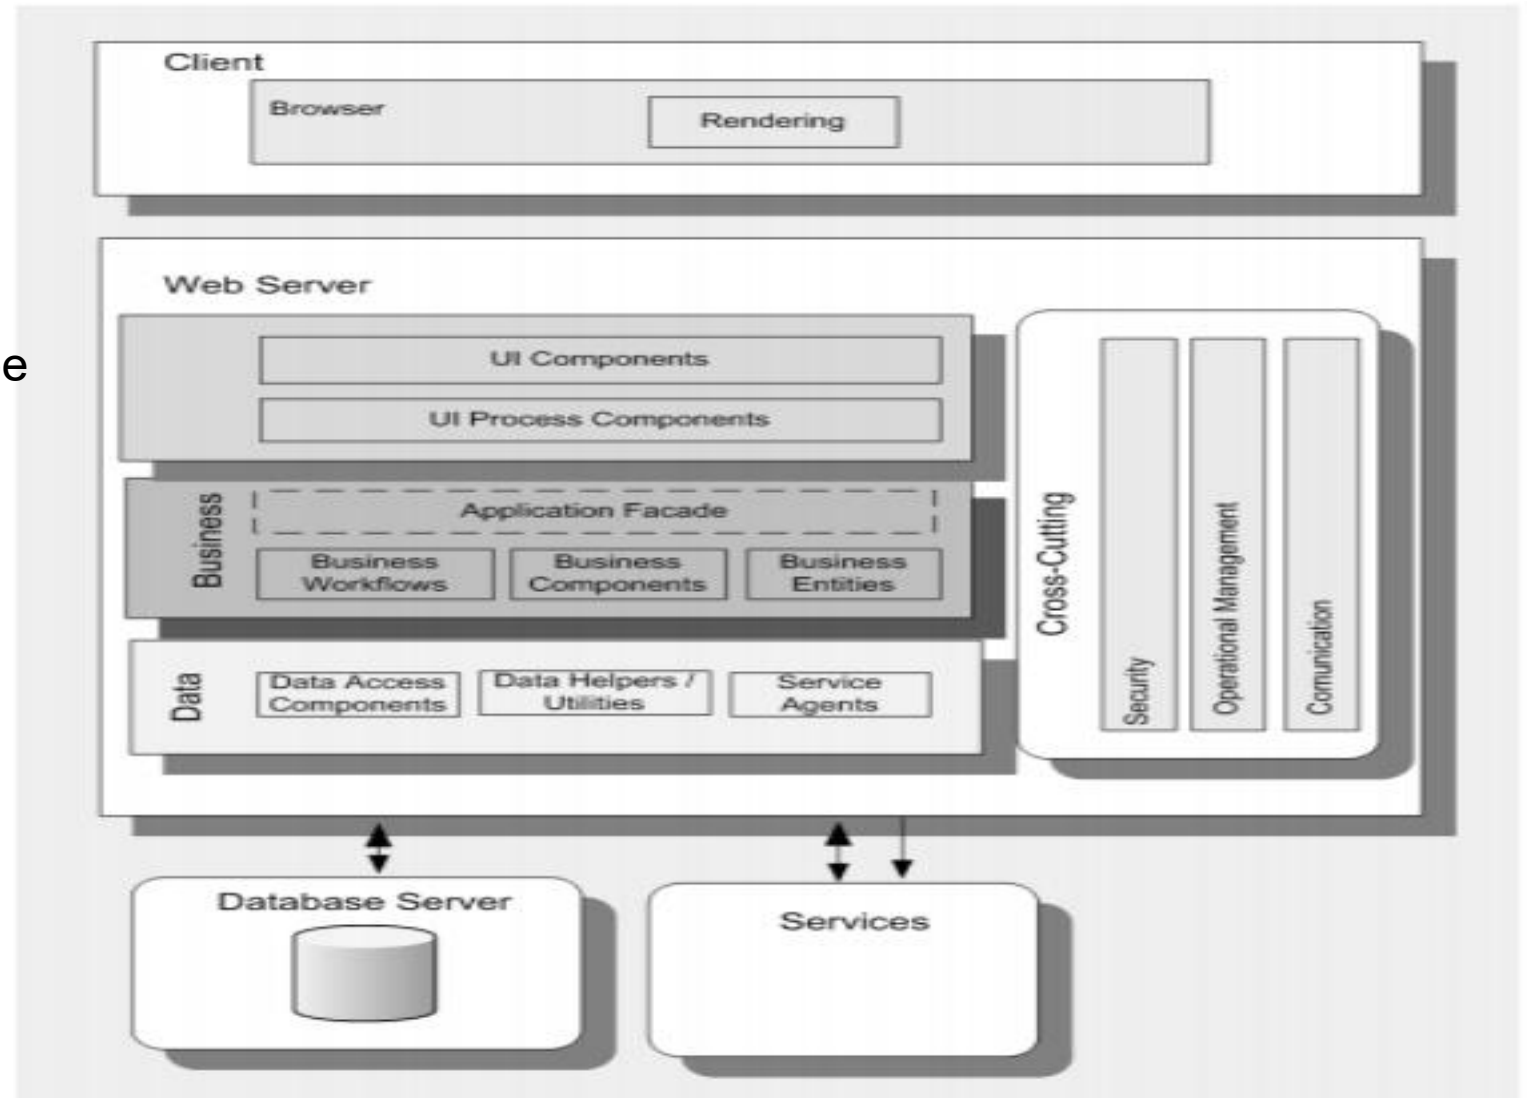 Client
Browser
Rendering
Web Server
e
UI Components
UI Process Components
Business
Application Facade
Business
Workflows
Business
Components
Business
Entities
Data
Data Access
Components
Data Helpers /
Utilities
Service
Agents
Cross-Cutting
Security
Operational Management
Comunication
Database Server
Services